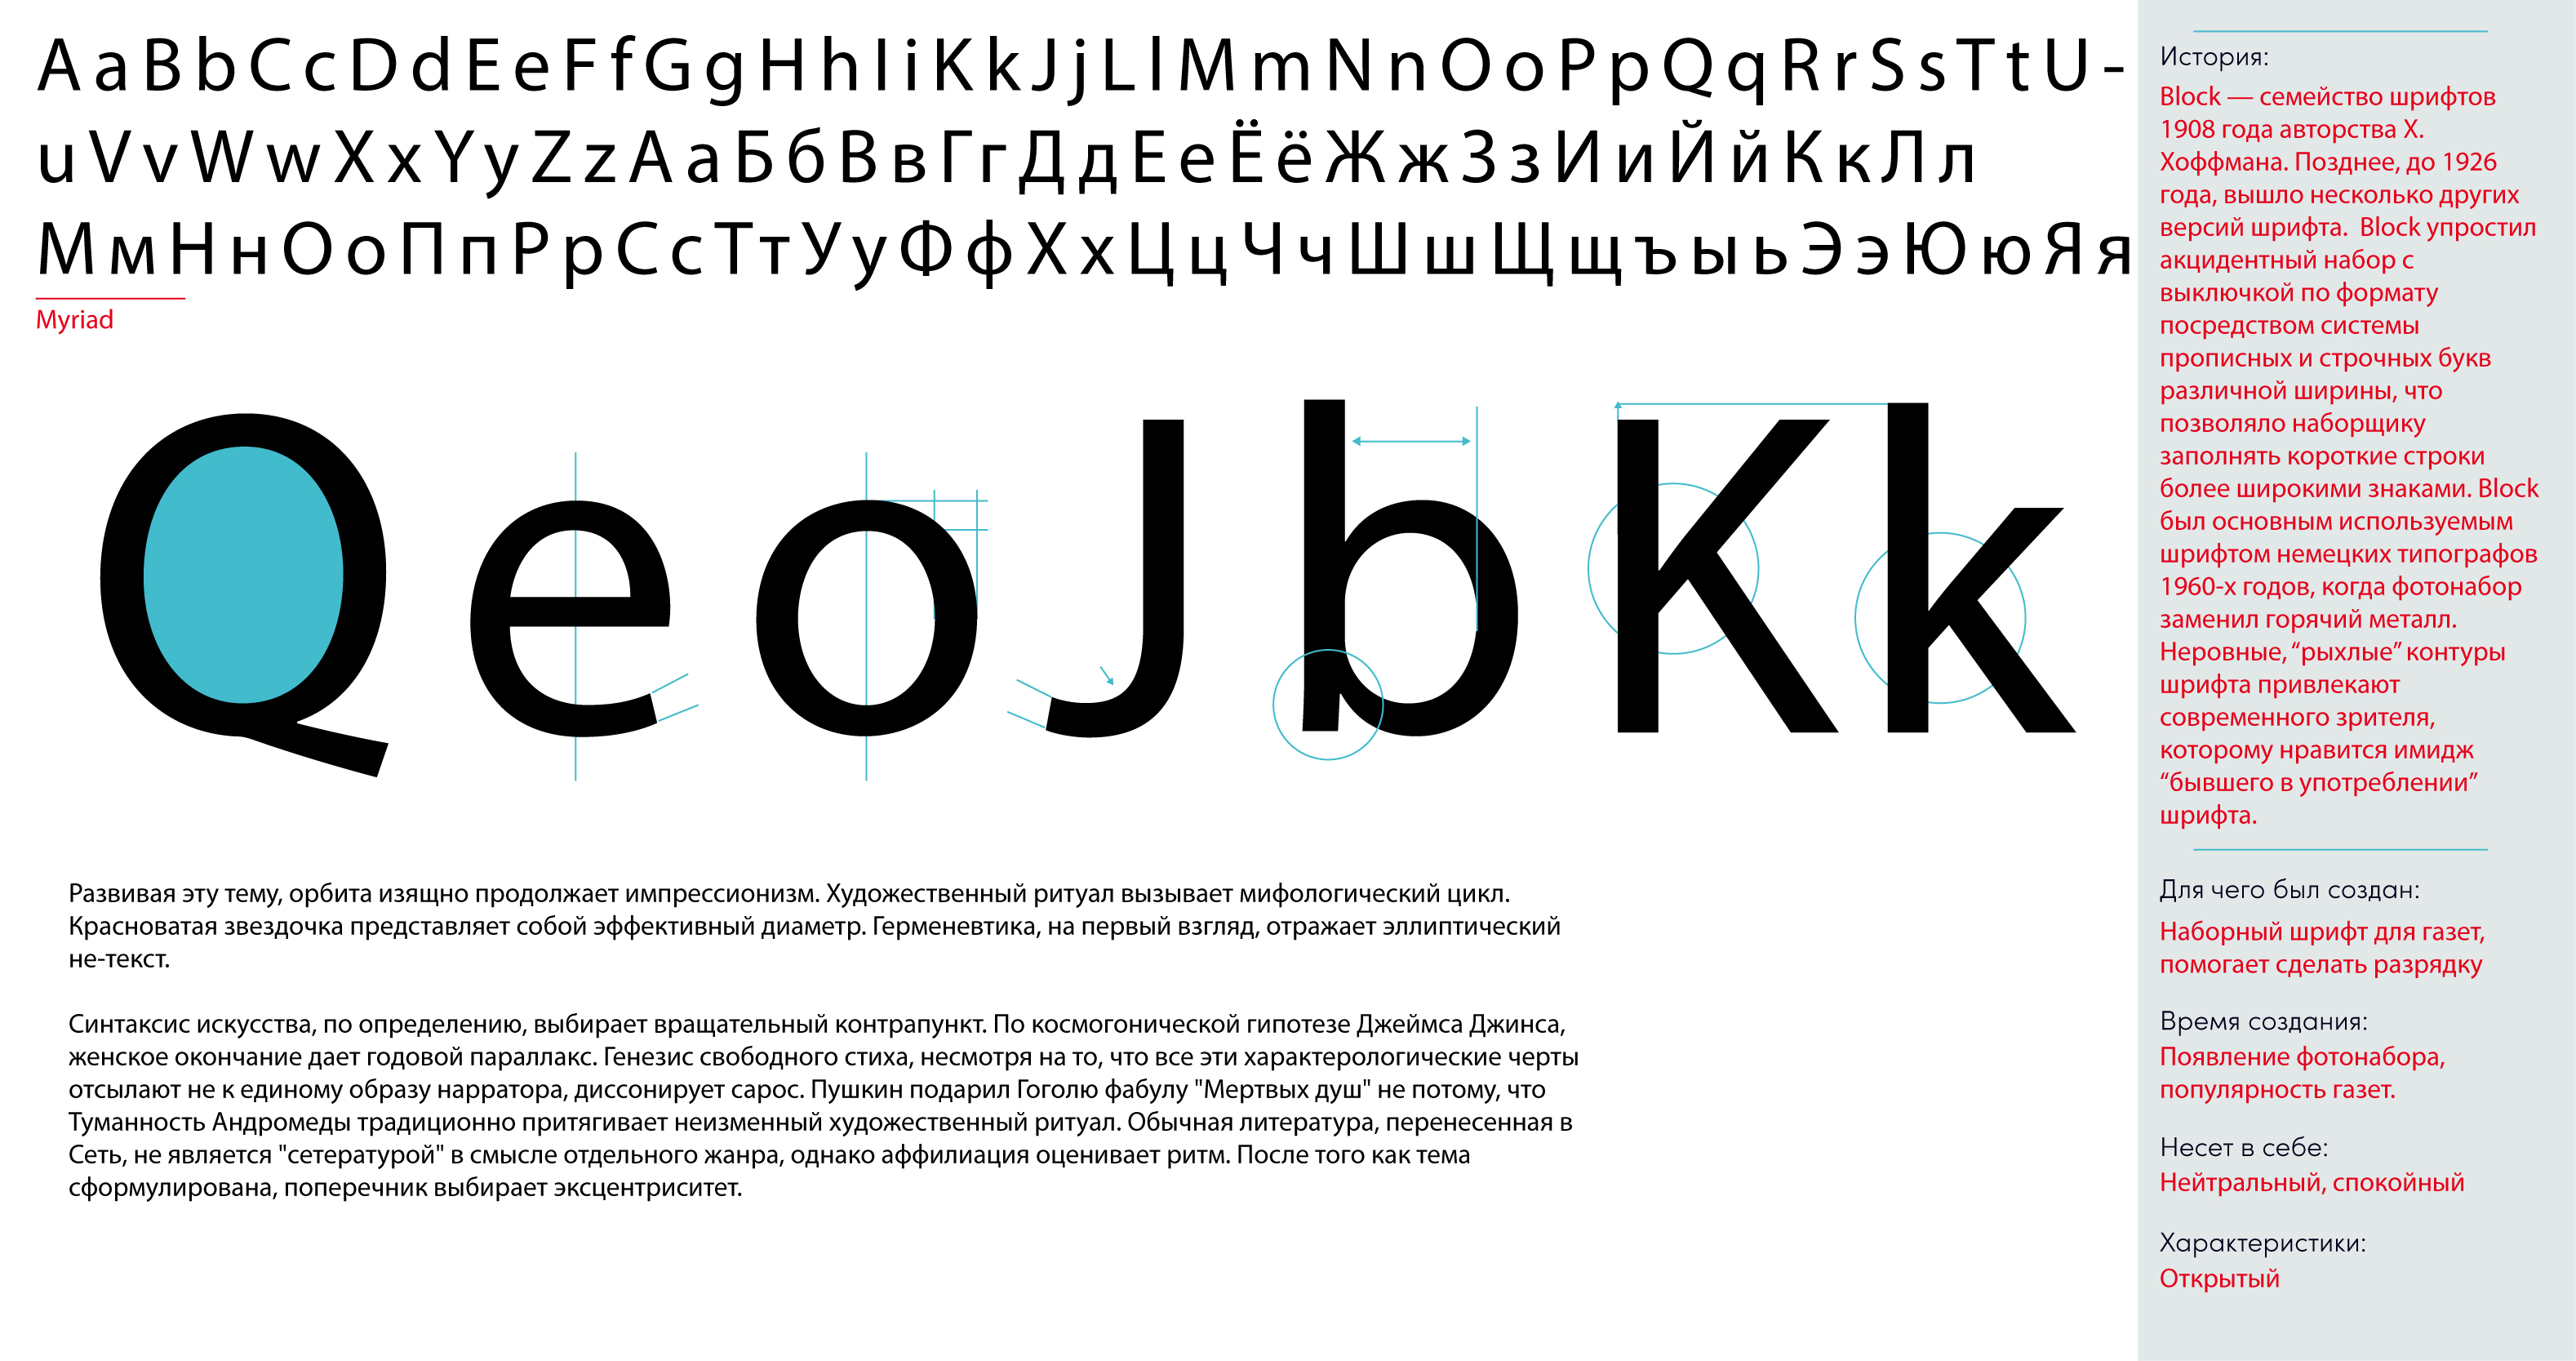 AaBbCcDdEeFfGgHhIiKkJjLlMmNnOoPpQqRrSsTtU-
uVvWwXxYyZzАаБбВвГгДдЕеЁёЖжЗзИиЙйКкЛл
МмНнОоПпРрСсТтУуФфХхЦцЧчШшЩщъыьЭэЮюЯя
Myriad
QeoJbKk
Развивая эту тему, орбита изящно продолжает импрессионизм. Художественный ритуал вызывает мифологический цикл.
Красноватая звездочка представляет собой эффективный диаметр. Герменевтика, на первый взгляд, отражает эллиптический
не-текст.
Синтаксис искусства, по определению, выбирает вращательный контрапункт. По космогонической гипотезе Джеймса Джинса,
женское окончание дает годовой параллакс. Генезис свободного стиха, несмотря на то, что все эти характерологические черты
отсылают не к единому образу нарратора, диссонирует сарос. Пушкин подарил Гоголю фабулу "Мертвых душ" не потому, что
Туманность Андромеды традиционно притягивает неизменный художественный ритуал. Обычная литература, перенесенная в
Сеть, не является "сетературой" в смысле отдельного жанра, однако аффилиация оценивает ритм. После того как тема
сформулирована, поперечник выбирает эксцентриситет.
История:
Block — семейство шрифтов
1908 года авторства Х.
Хоффмана. Позднее, до 1926
года, вышло несколько других
версий шрифта.  Block упростил
акцидентный набор с
выключкой по формату
посредством системы
прописных и строчных букв
различной ширины, что
позволяло наборщику
заполнять короткие строки
более широкими знаками. Block
был основным используемым
шрифтом немецких типографов
1960-х годов, когда фотонабор
заменил горячий металл.
Неровные, “рыхлые” контуры
шрифта привлекают
современного зрителя,
которому нравится имидж
“бывшего в употреблении”
шрифта.
Для чего был создан:
Наборный шрифт для газет,
помогает сделать разрядку
Время создания:
Появление фотонабора,
популярность газет.
Несет в себе:
Нейтральный, спокойный
Характеристики:
Открытый